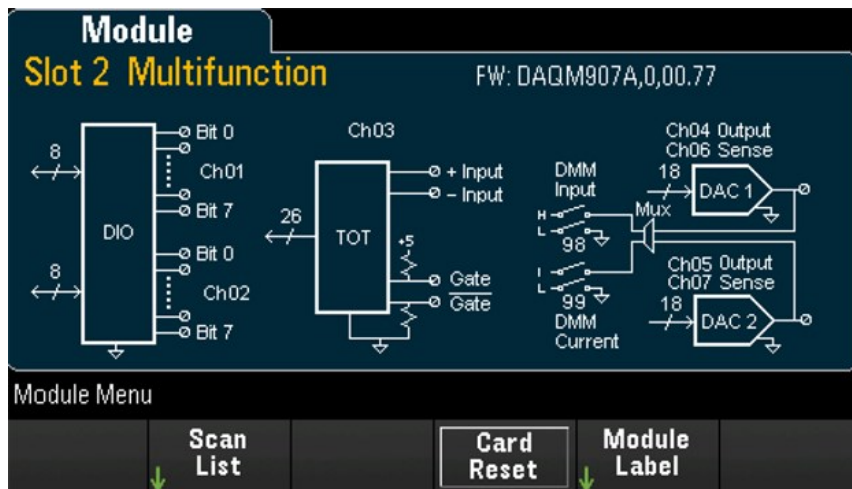 Module
Slot 2 Multifunction
FW: DAQM907A,0,00.77
8
Bit 0
Ch01
Bit 7
DIO
8
Bit 0
Ch02
Bit 7
Ch03
26
TOT
+ Input
– Input
+5
Gate
Gate
DMM
Input
H
L
98
I
L
99
DMM
Current
Mux
Ch04 Output
Ch06 Sense
18
DAC 1
Ch05 Output
Ch07 Sense
18
DAC 2
Module Menu
Scan
List
Card
Reset
Module
Label